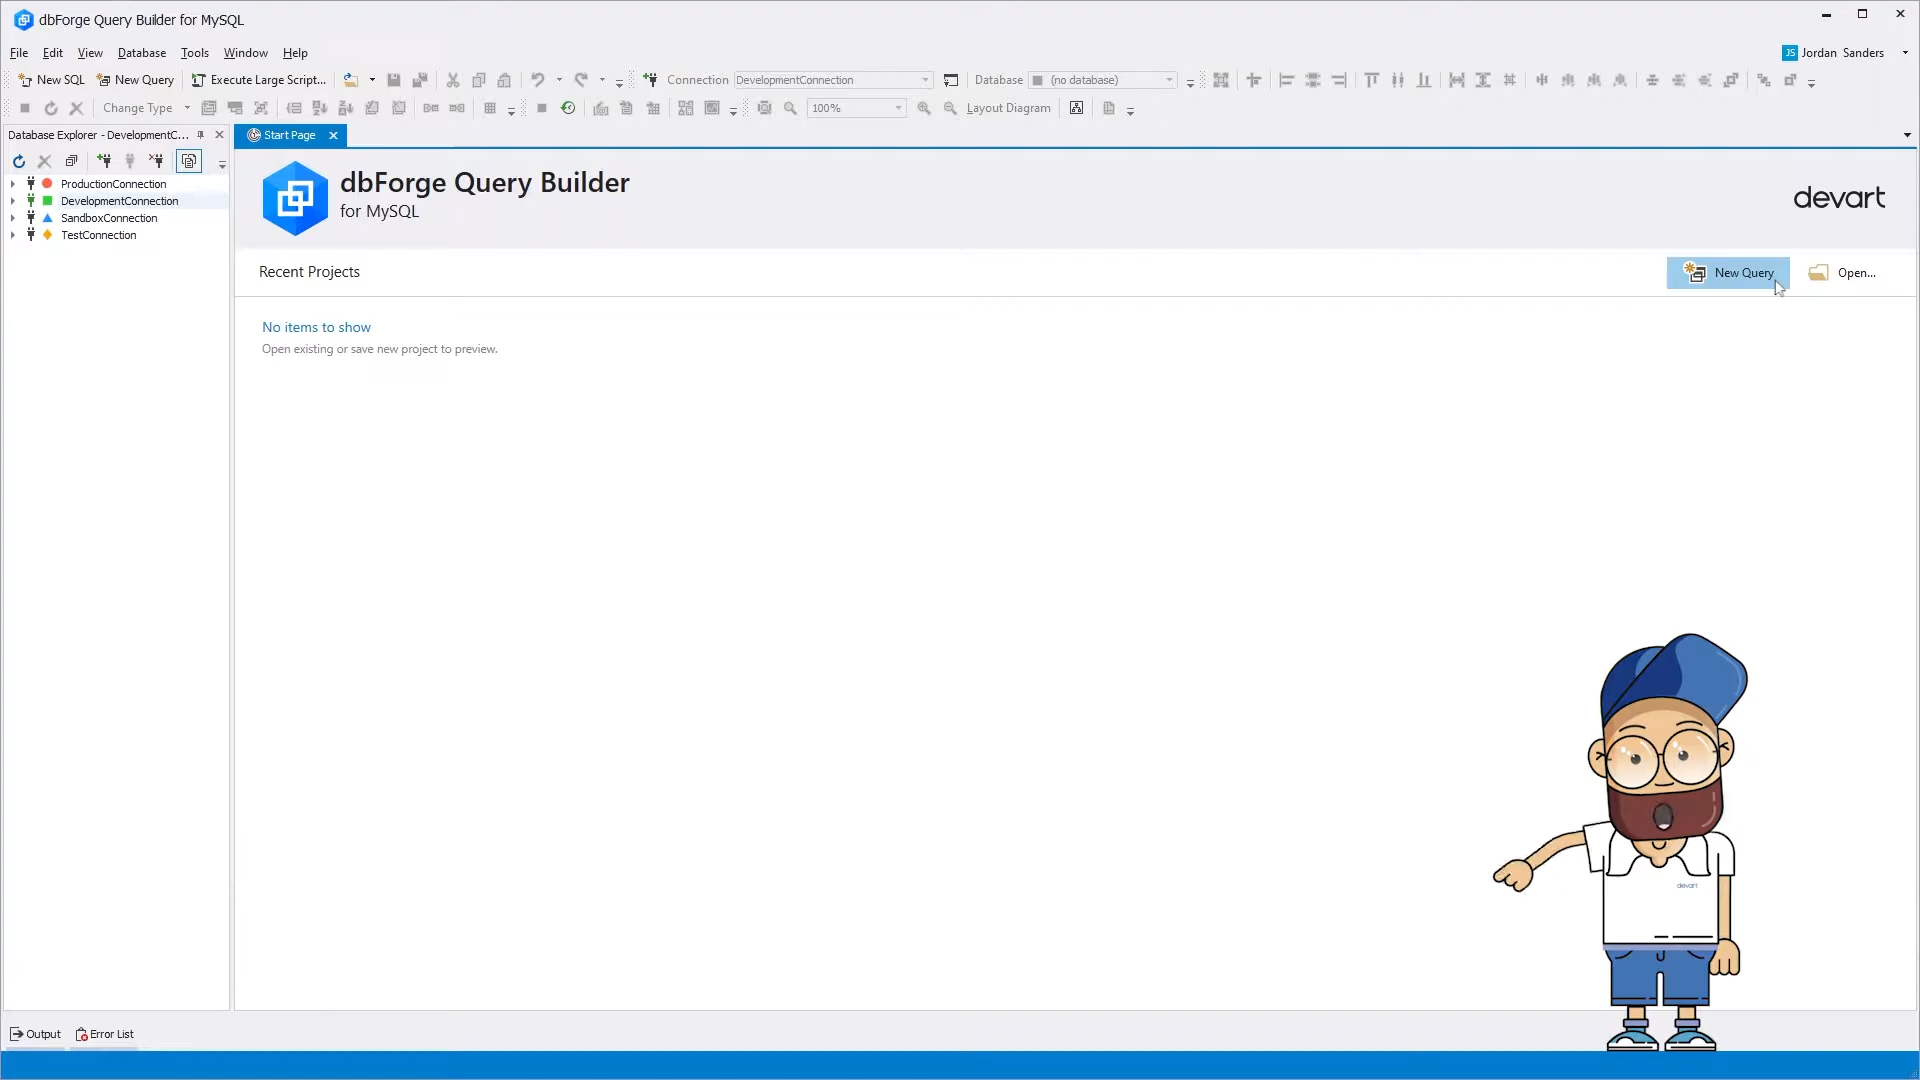 dbForge Query Builder for MySQL
File Edit View Database Tools Window Help
JS Jordan Sanders
New SQL New Query Execute Large Script... Connection DevelopmentConnection Database (no database)
Change Type 100% Layout Diagram
Database Explorer - DevelopmentC...
Start Page
ProductionConnection
DevelopmentConnection
SandboxConnection
TestConnection
dbForge Query Builder
for MySQL
devart
Recent Projects
New Query
Open...
No items to show
Open existing or save new project to preview.
devart
Output Error List